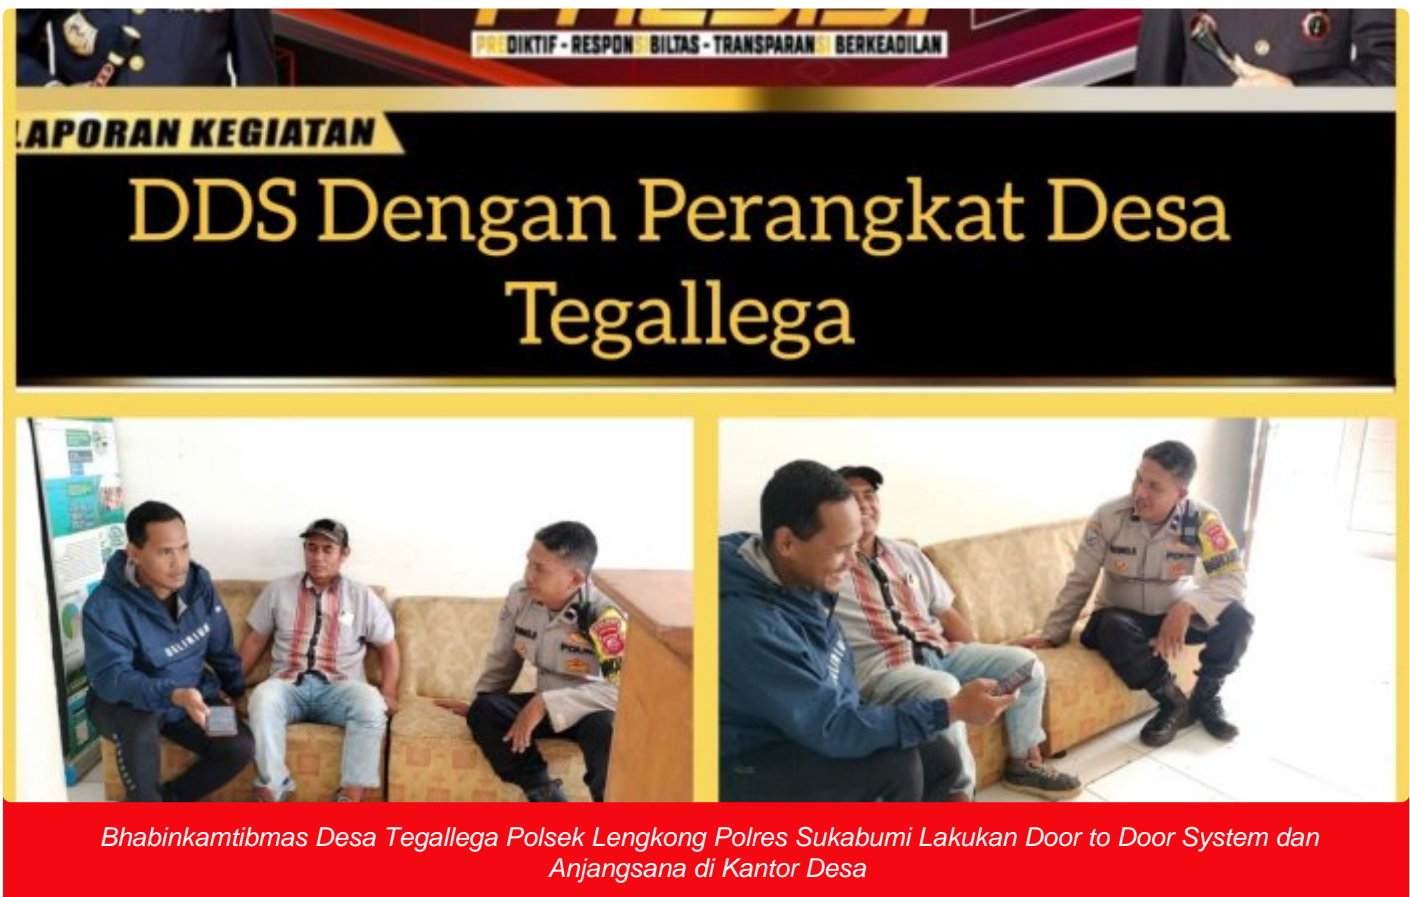 PRESISI
PREDIKTIF - RESPONSIBILTAS - TRANSPARANSI BERKEADILAN
LAPORAN KEGIATAN
DDS Dengan Perangkat Desa
Tegallega
Bhabinkamtibmas Desa Tegallega Polsek Lengkong Polres Sukabumi Lakukan Door to Door System dan
Anjangsana di Kantor Desa